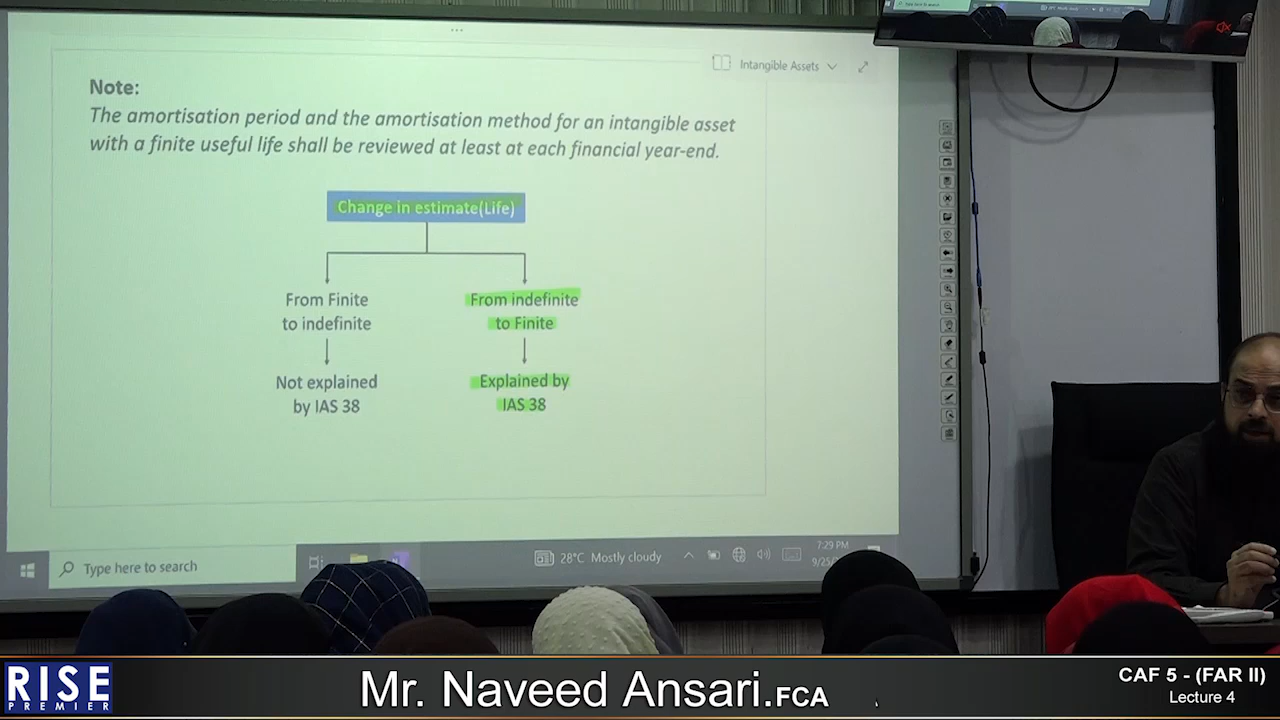 Intangible Assets
Note:
The amortisation period and the amortisation method for an intangible asset
with a finite useful life shall be reviewed at least at each financial year-end.
Change in estimate(Life)
From Finite
to indefinite
From indefinite
to Finite
Not explained
by IAS 38
Explained by
IAS 38
Type here to search
28°C Mostly cloudy
7:29 PM
RISE
PREMIER
Mr. Naveed Ansari.FCA
CAF 5 - (FAR II)
Lecture 4